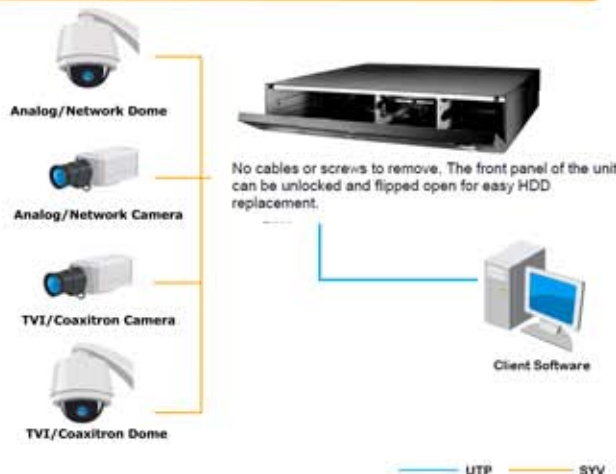 Analog/Network Dome
No cables or screws to remove. The front panel of the unit
can be unlocked and flipped open for easy HDD
replacement.
Analog/Network Camera
TVI/Coaxitron Camera
Client Software
TVI/Coaxitron Dome
UTP
SYV